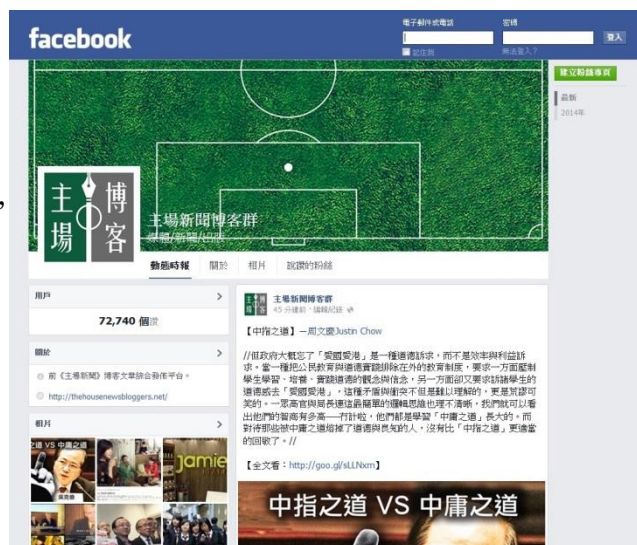 facebook
電子郵件或電話
密碼
登入
記住我
無法登入？
建立粉絲專頁
最新
2014年
,
主場 博客
主場新聞博客群
媒體/新聞/出版
動態時報 關於 相片 說讚的粉絲
用戶
72,740 個讚
關於
前《主場新聞》博客文章綜合發佈平台。
http://thehousenewsbloggers.net/
相片
之道 VS 中庸之道
jamie
主場新聞博客群
45 分鐘前 · 編輯紀錄
【中指之道】－周文慶Justin Chow
//但政府大概忘了「愛國愛港」是一種道德訴求，而不是效率與利益訴
求。當一種把公民教育與道德實踐排除在外的教育制度，要求一方面壓制
學生學習、培養、實踐道德的觀念與信念，另一方面卻又要求訴諸學生的
道德感去「愛國愛港」，這種矛盾與衝突不但是難以理解的，更是荒謬可
笑的。一眾高官與局長連這最簡單的邏輯思維也理不清晰，我們就可以看
出他們的智商有多高——冇計啦，他們都是學習「中庸之道」長大的。而
對待那些被中庸之道熔掉了道德與良知的人，沒有比「中指之道」更適當
的回敬了。//
【全文看：http://goo.gl/sLLNxm】
中指之道 VS 中庸之道